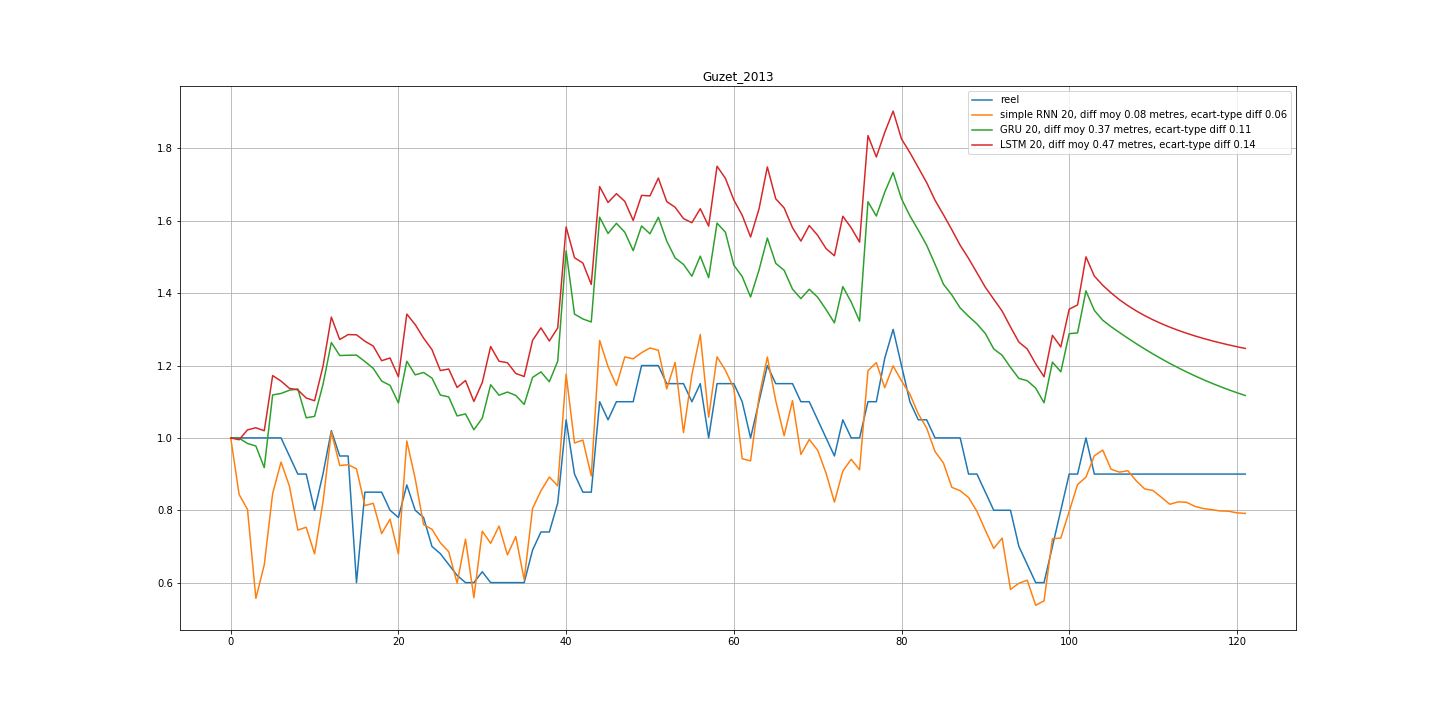 Guzet_2013
reel
simple RNN 20, diff moy 0.08 metres, ecart-type diff 0.06
GRU 20, diff moy 0.37 metres, ecart-type diff 0.11
LSTM 20, diff moy 0.47 metres, ecart-type diff 0.14
1.8
1.6
1.4
1.2
1.0
0.8
0.6
0 20 40 60 80 100 120